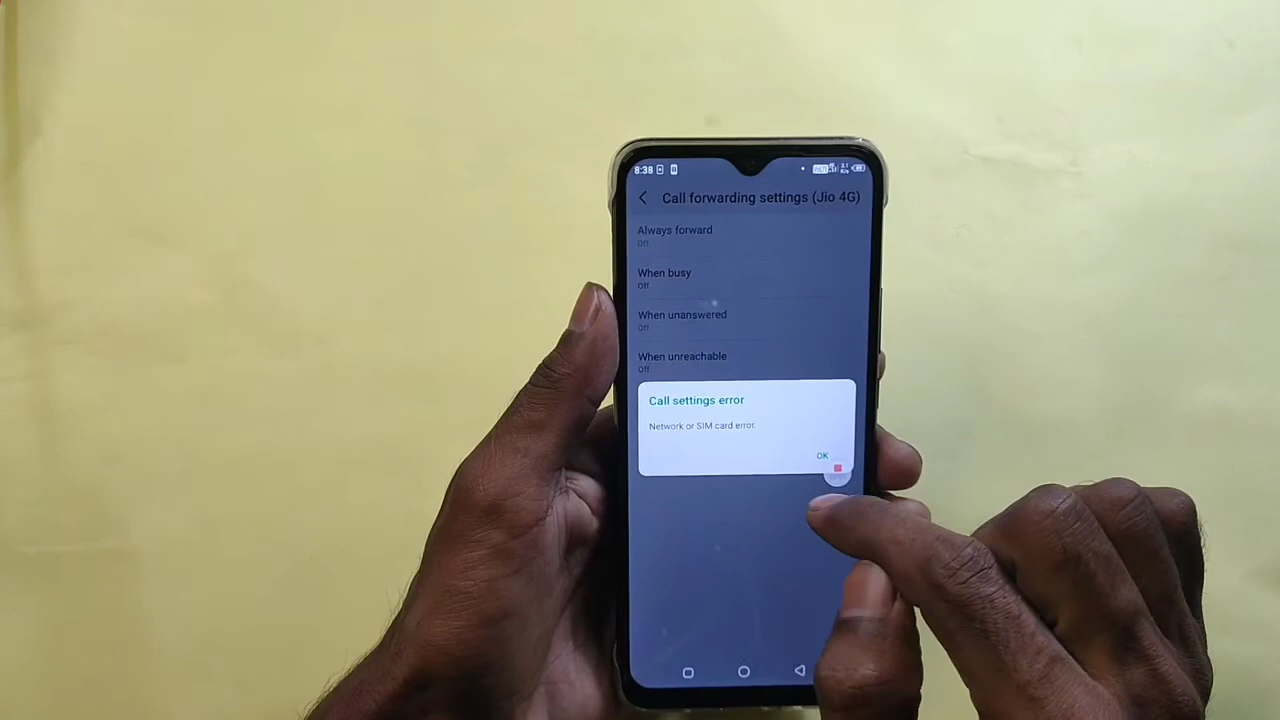 8:38
Call forwarding settings (Jio 4G)
Always forward
Off
When busy
Off
When unanswered
Off
When unreachable
Off
Call settings error
Network or SIM card error.
OK